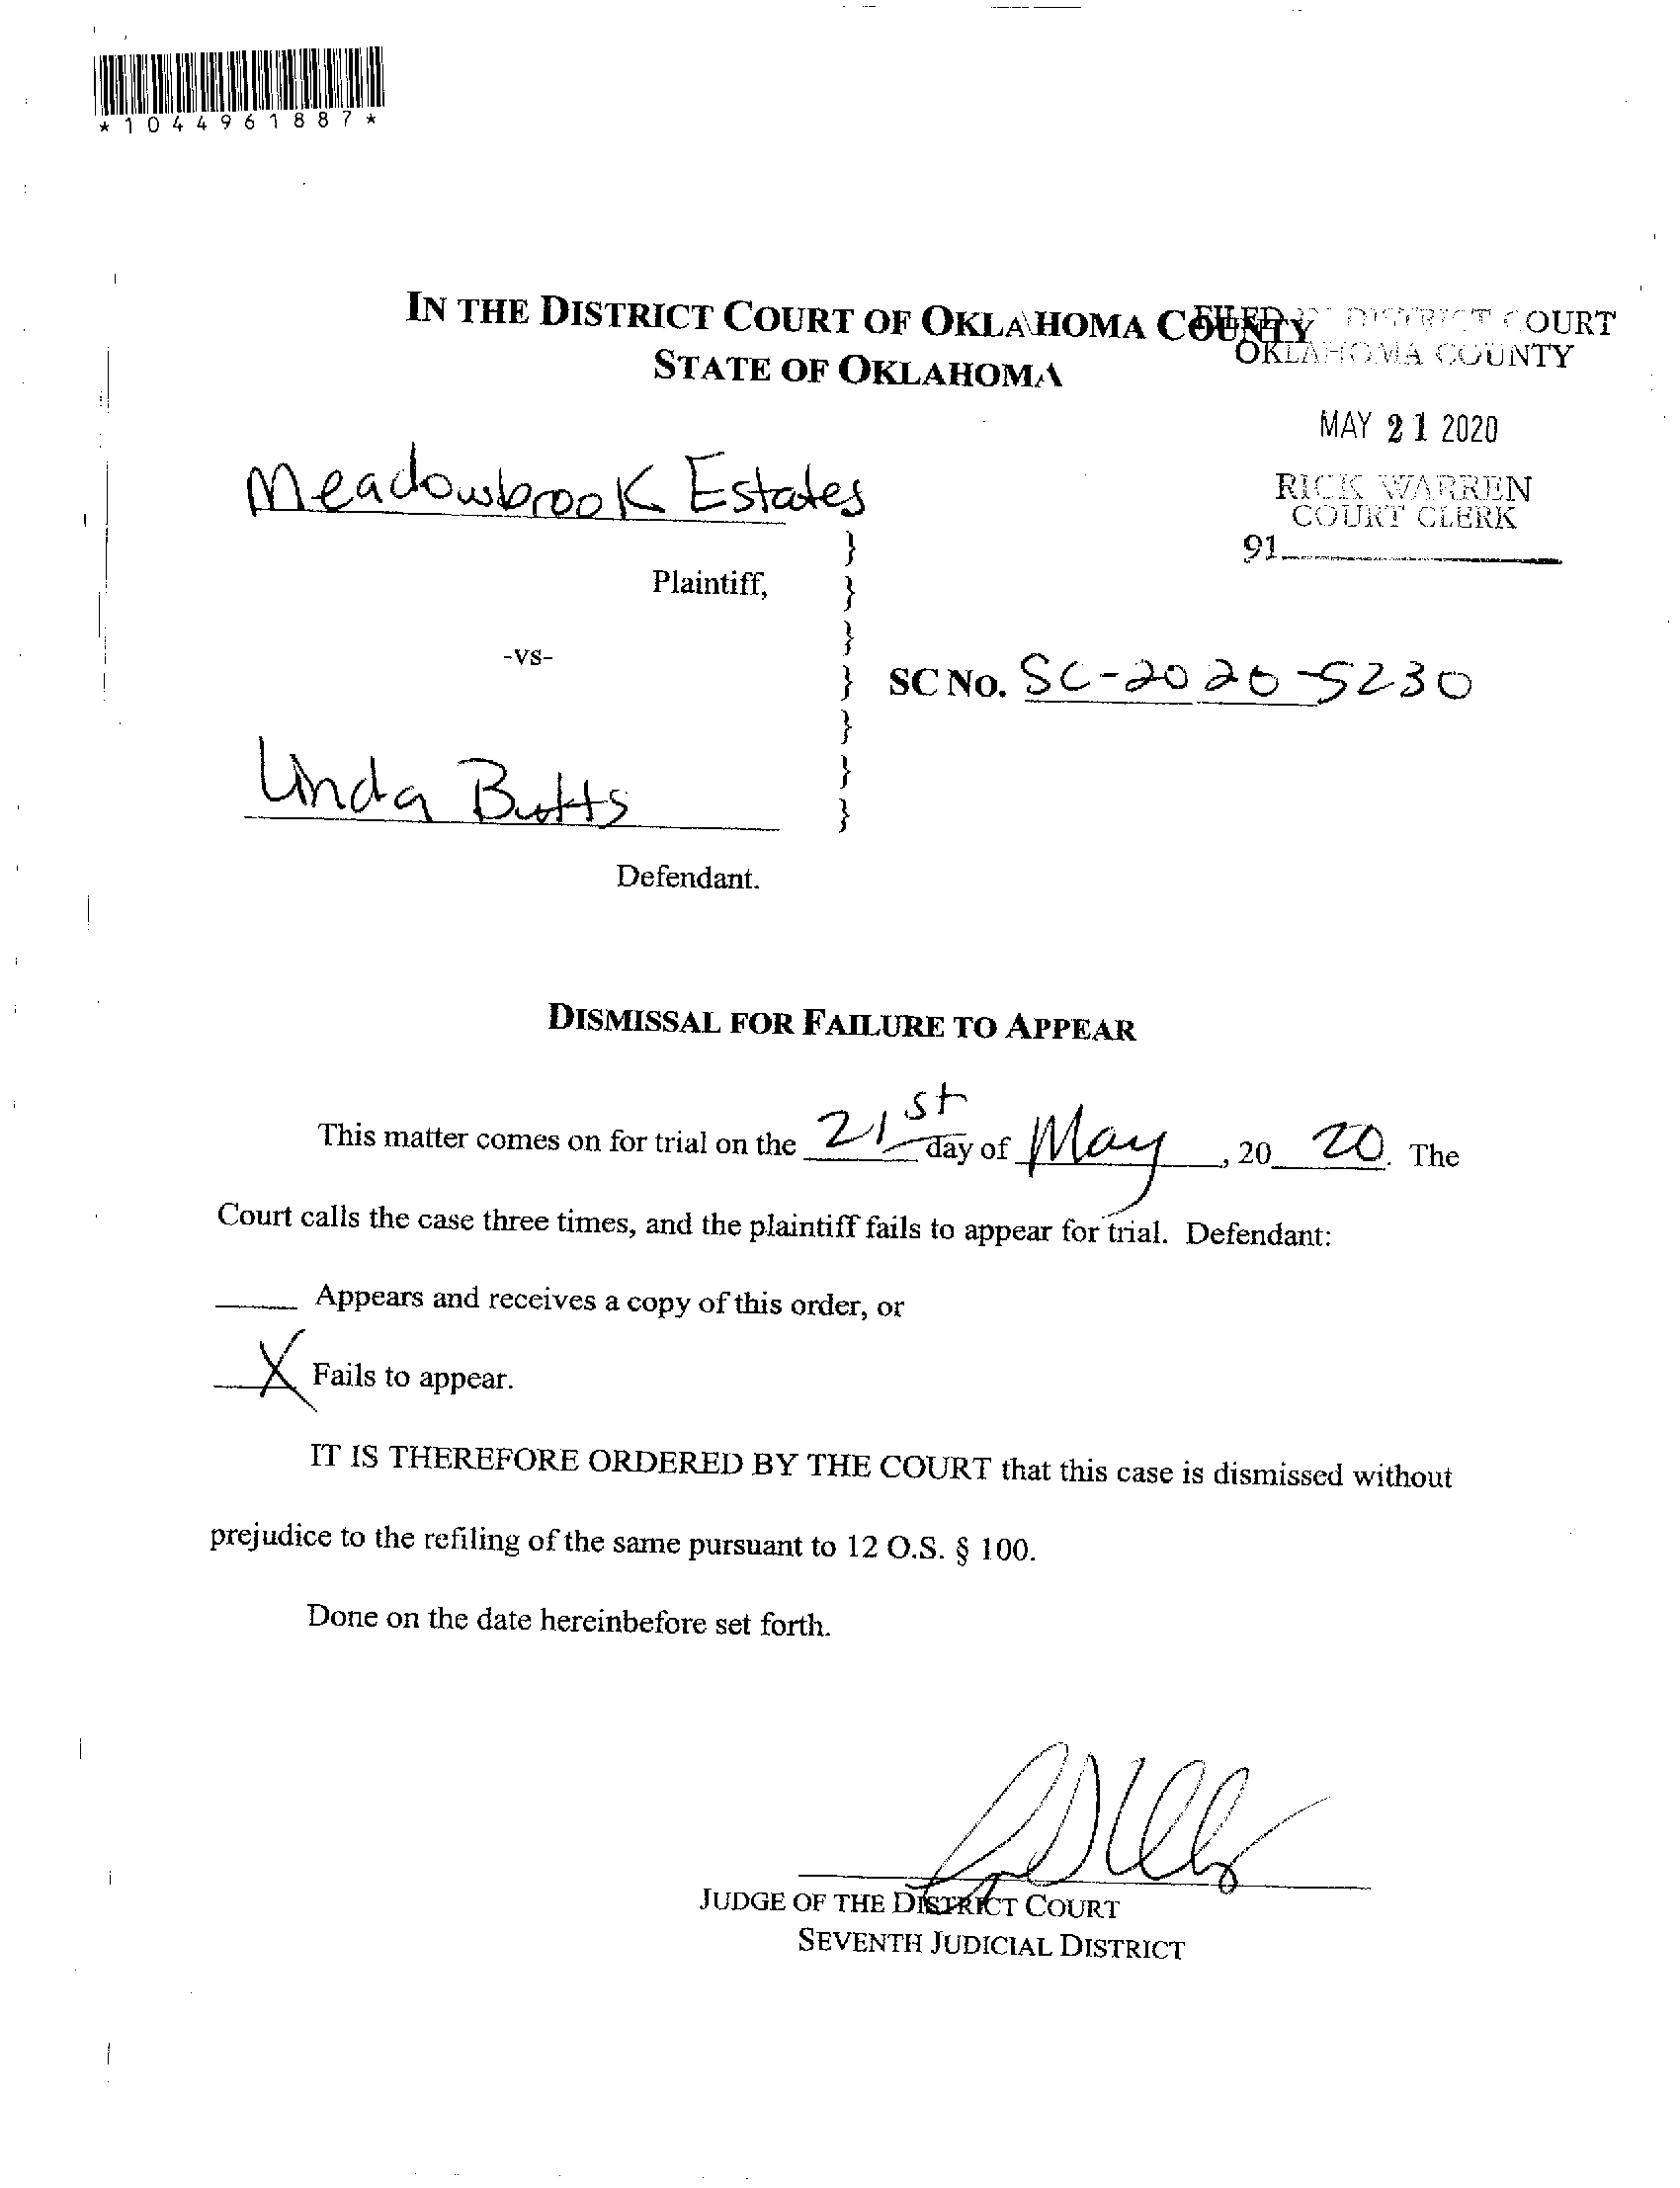 *1044961887*
IN THE DISTRICT COURT OF OKLAHOMA COUNTY
STATE OF OKLAHOMA
FILED IN DISTRICT COURT
OKLAHOMA COUNTY
MAY 21 2020
RICK WARREN
COURT CLERK
91
Meadowbrook Estates
}
Plaintiff, }
}
-vs-
} SC NO. SC-2020-5230
}
}
Linda Butts
}
Defendant.
DISMISSAL FOR FAILURE TO APPEAR
This matter comes on for trial on the 21st day of May, 20 20. The
Court calls the case three times, and the plaintiff fails to appear for trial. Defendant:
____ Appears and receives a copy of this order, or
X Fails to appear.
IT IS THEREFORE ORDERED BY THE COURT that this case is dismissed without
prejudice to the refiling of the same pursuant to 12 O.S. § 100.
Done on the date hereinbefore set forth.
JUDGE OF THE DISTRICT COURT
SEVENTH JUDICIAL DISTRICT